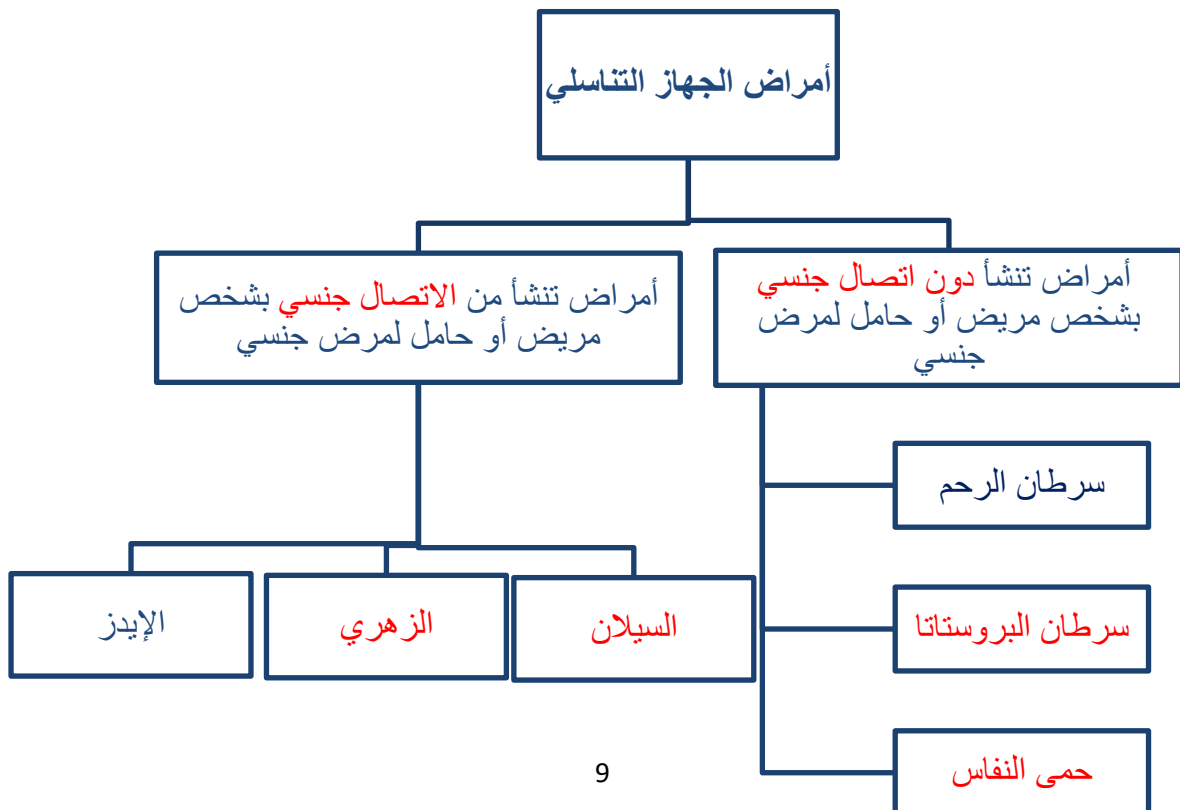 أمراض الجهاز التناسلي
أمراض تنشأ دون اتصال جنسي
بشخص مريض أو حامل لمرض
جنسي
أمراض تنشأ من الاتصال جنسي بشخص
مريض أو حامل لمرض جنسي
سرطان الرحم
سرطان البروستاتا
حمى النفاس
السيلان
الزهري
الإيدز
9